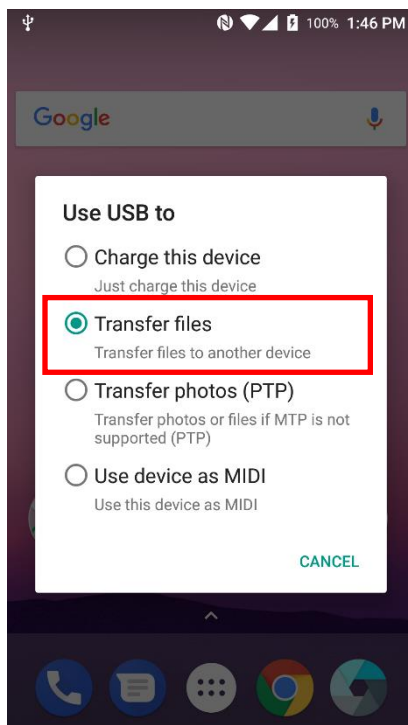 100% 1:46 PM
Google
Use USB to
Charge this device
Just charge this device
Transfer files
Transfer files to another device
Transfer photos (PTP)
Transfer photos or files if MTP is not
supported (PTP)
Use device as MIDI
Use this device as MIDI
CANCEL